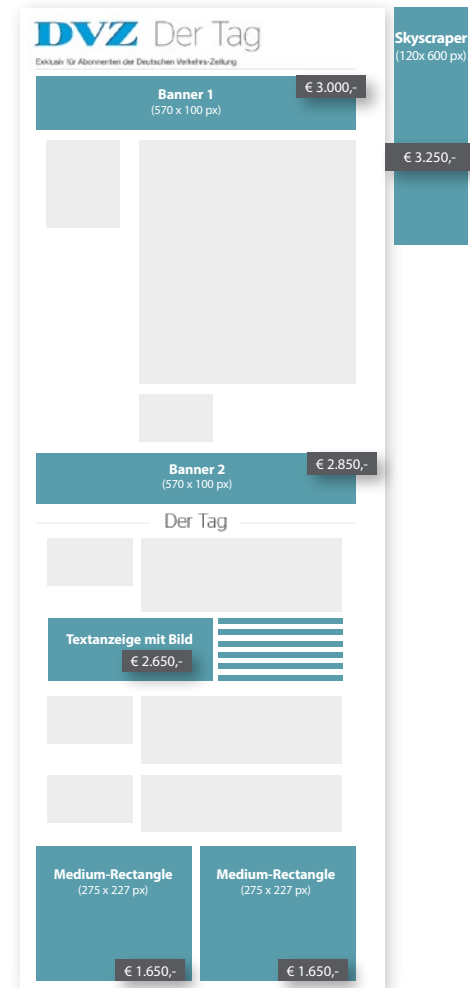 DVZ Der Tag
Exklusiv für Abonnenten der Deutschen Verkehrs-Zeitung
Skyscraper
(120x 600 px)
€ 3.250,-
Banner 1
(570 x 100 px)
€ 3.000,-
Banner 2
(570 x 100 px)
€ 2.850,-
Der Tag
Textanzeige mit Bild
€ 2.650,-
Medium-Rectangle
(275 x 227 px)
€ 1.650,-
Medium-Rectangle
(275 x 227 px)
€ 1.650,-